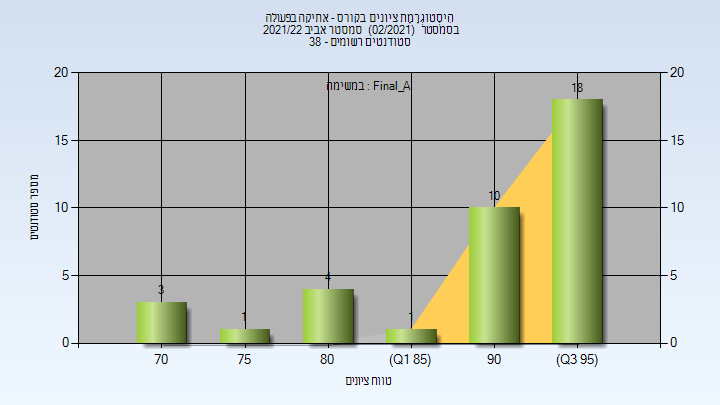 היסטוגרמת ציונים בקורס - אתיקה בפעולה
בסמסטר (02/2021) סמסטר אביב 2021/22
סטודנטים רשומים - 38
במשימה : Final_A
20
15
10
5
0
20
15
10
5
0
3
1
4
1
10
18
70
75
80
(Q1 85)
90
(Q3 95)
מספר סטודנטים
טווח ציונים